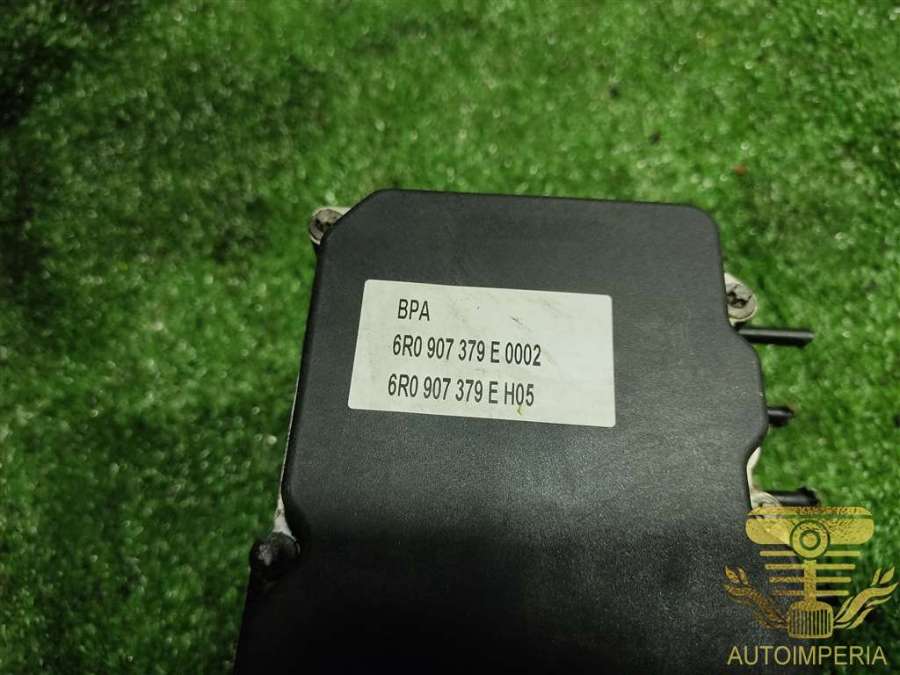 BPA
6R0 907 379 E 0002
6R0 907 379 E H05
AUTOIMPERIA